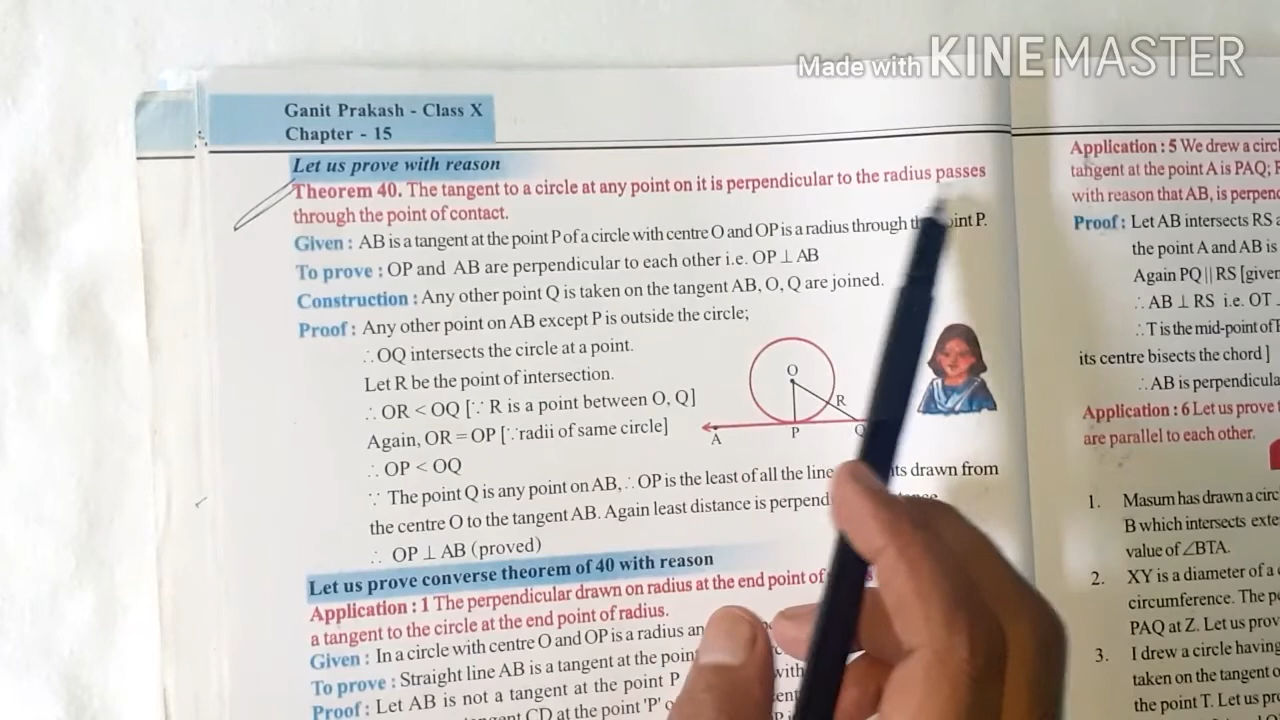 Made with KINEMASTER
Ganit Prakash - Class X
Chapter - 15
Let us prove with reason
Theorem 40. The tangent to a circle at any point on it is perpendicular to the radius passes
through the point of contact.
Given : AB is a tangent at the point P of a circle with centre O and OP is a radius through the point P.
To prove : OP and AB are perpendicular to each other i.e. OP ⊥ AB
Construction : Any other point Q is taken on the tangent AB, O, Q are joined.
Proof : Any other point on AB except P is outside the circle;
∴ OQ intersects the circle at a point.
Let R be the point of intersection.
∴ OR < OQ [∵ R is a point between O, Q]
Again, OR = OP [∵ radii of same circle]
∴ OP < OQ
∵ The point Q is any point on AB, ∴ OP is the least of all the line drawn from
the centre O to the tangent AB. Again least distance is
∴ OP ⊥ AB (proved)
O
R
A
P
Q
Let us prove converse theorem of 40 with reason
Application : 1 The perpendicular drawn on radius at the end point of
a tangent to the circle at the end point of radius.
Given : In a circle with centre O and OP is a radius
To prove : Straight line AB is a tangent at the
Proof : Let AB is not a tangent at the point P with
CD at the point 'P'
Application : 5 We drew a
tangent at the point A is PAQ;
with reason that AB, is
Proof : Let AB intersects RS
the point A and AB is
Again PQ || RS
∴ AB ⊥ RS i.e. OT
∴ T is the mid-point of
its centre bisects the chord ]
∴ AB is
Application : 6 Let us prove
are parallel to each other.
1. Masum has drawn a
B which intersects
value of ∠BTA.
2. XY is a diameter of a
circumference. The
PAQ at Z. Let us
3. I drew a circle having
taken on the tangent
the point T. Let us